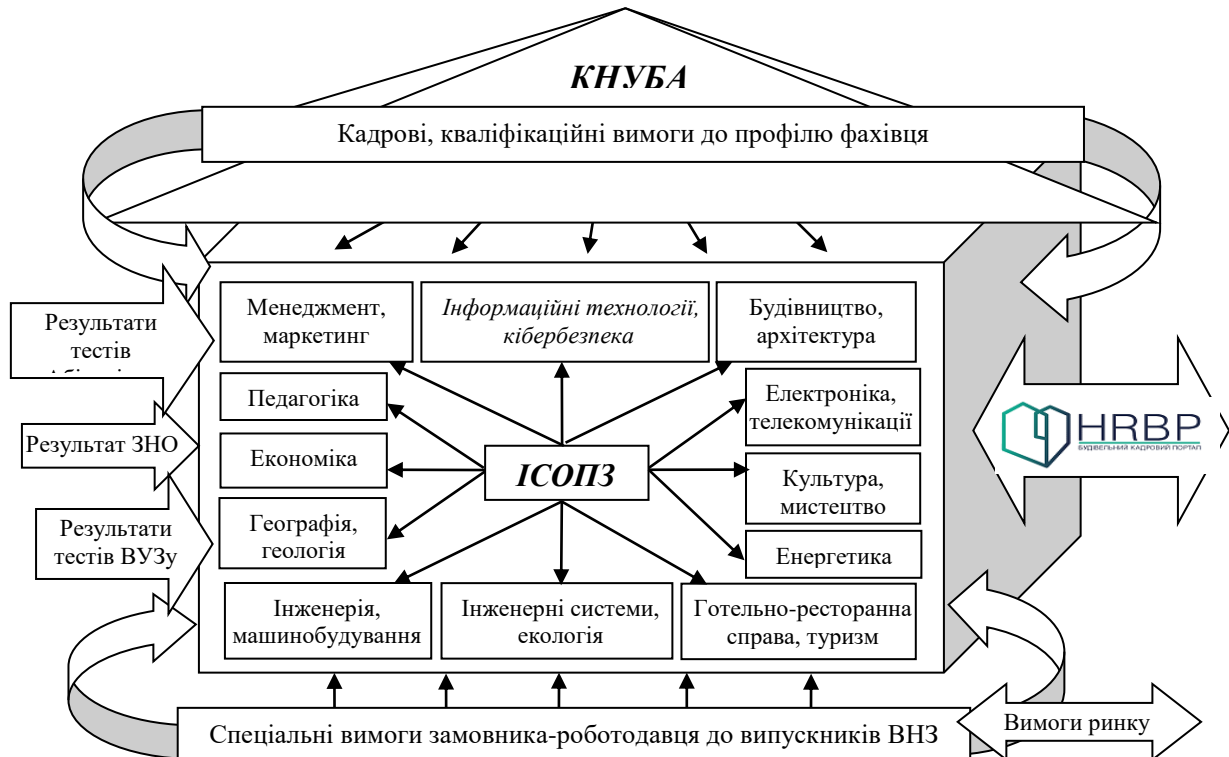 КНУБА
Кадрові, кваліфікаційні вимоги до профілю фахівця
Менеджмент,
маркетинг
Інформаційні технології,
кібербезпека
Будівництво,
архітектура
Результати
тестів
Педагогіка
Електроніка,
телекомунікації
HRBP
БУДІВЕЛЬНИЙ КАДРОВИЙ ПОРТАЛ
Результат ЗНО
Економіка
ІСОПЗ
Культура,
мистецтво
Результати
тестів ВУЗу
Географія,
геологія
Енергетика
Інженерія,
машинобудування
Інженерні системи,
екологія
Готельно-ресторанна
справа, туризм
Спеціальні вимоги замовника-роботодавця до випускників ВНЗ
Вимоги ринку